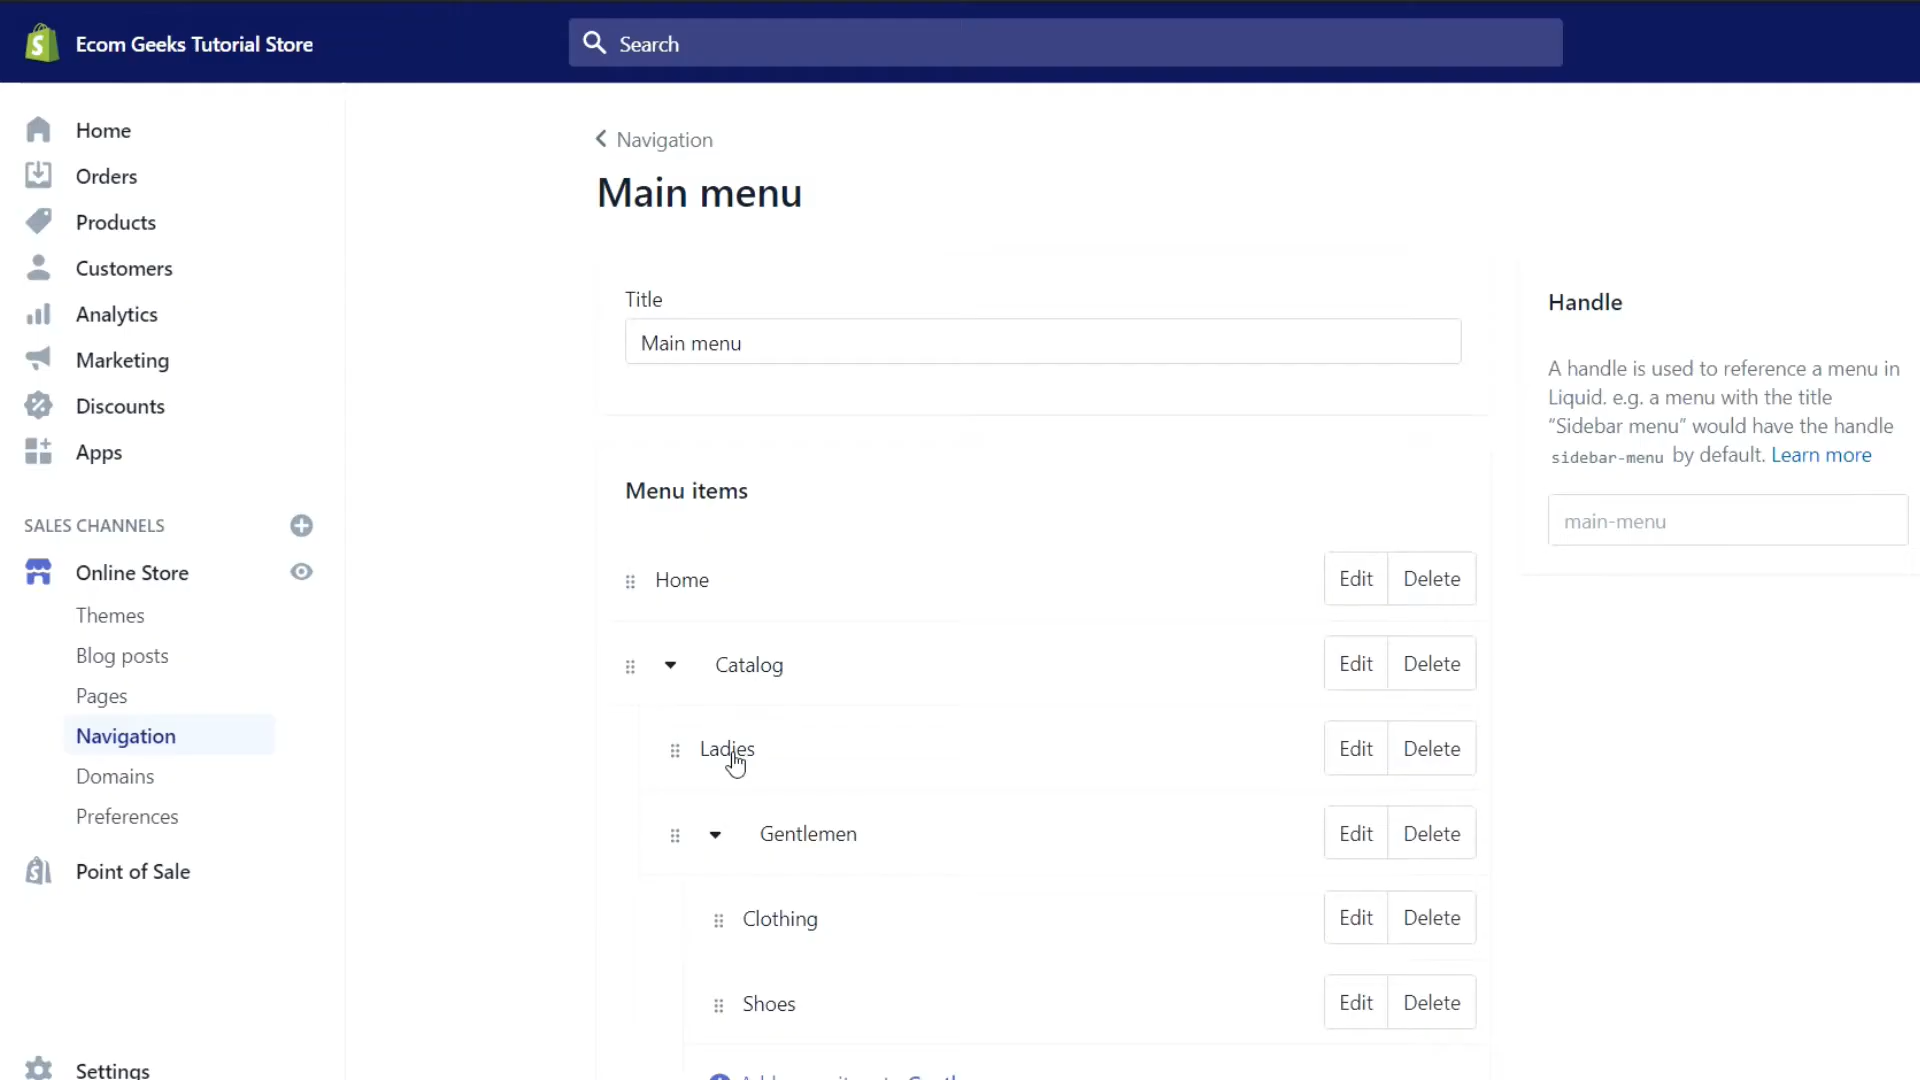 Ecom Geeks Tutorial Store
Search
Home
Orders
Products
Customers
Analytics
Marketing
Discounts
Apps
SALES CHANNELS
Online Store
Themes
Blog posts
Pages
Navigation
Domains
Preferences
Point of Sale
Settings
Navigation
Main menu
Title
Main menu
Menu items
Home Edit Delete
Catalog Edit Delete
Ladies Edit Delete
Gentlemen Edit Delete
Clothing Edit Delete
Shoes Edit Delete
Handle
A handle is used to reference a menu in
Liquid. e.g. a menu with the title
“Sidebar menu” would have the handle
sidebar-menu by default. Learn more
main-menu